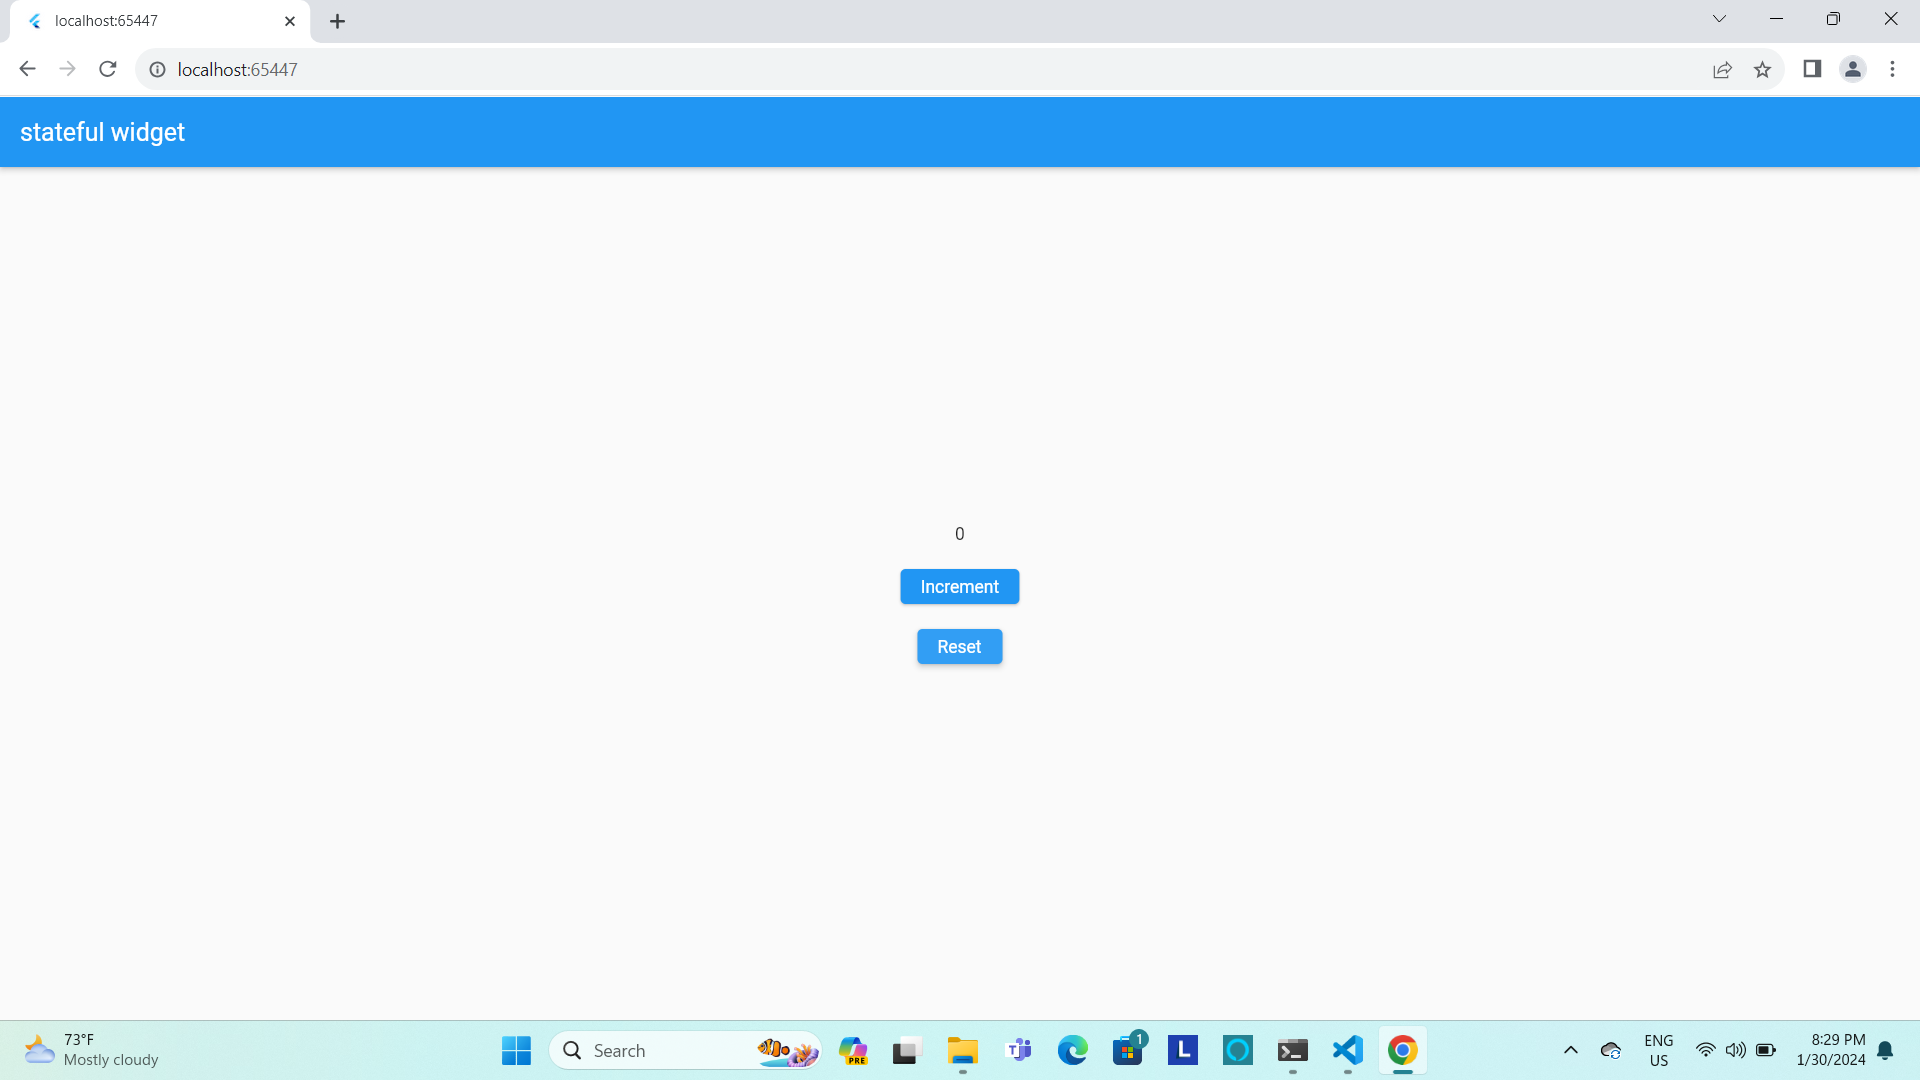 localhost:65447
localhost:65447
stateful widget
0
Increment
Reset
73°F
Mostly cloudy
Search
PRE
T
1
L
ENG
US
8:29 PM
1/30/2024